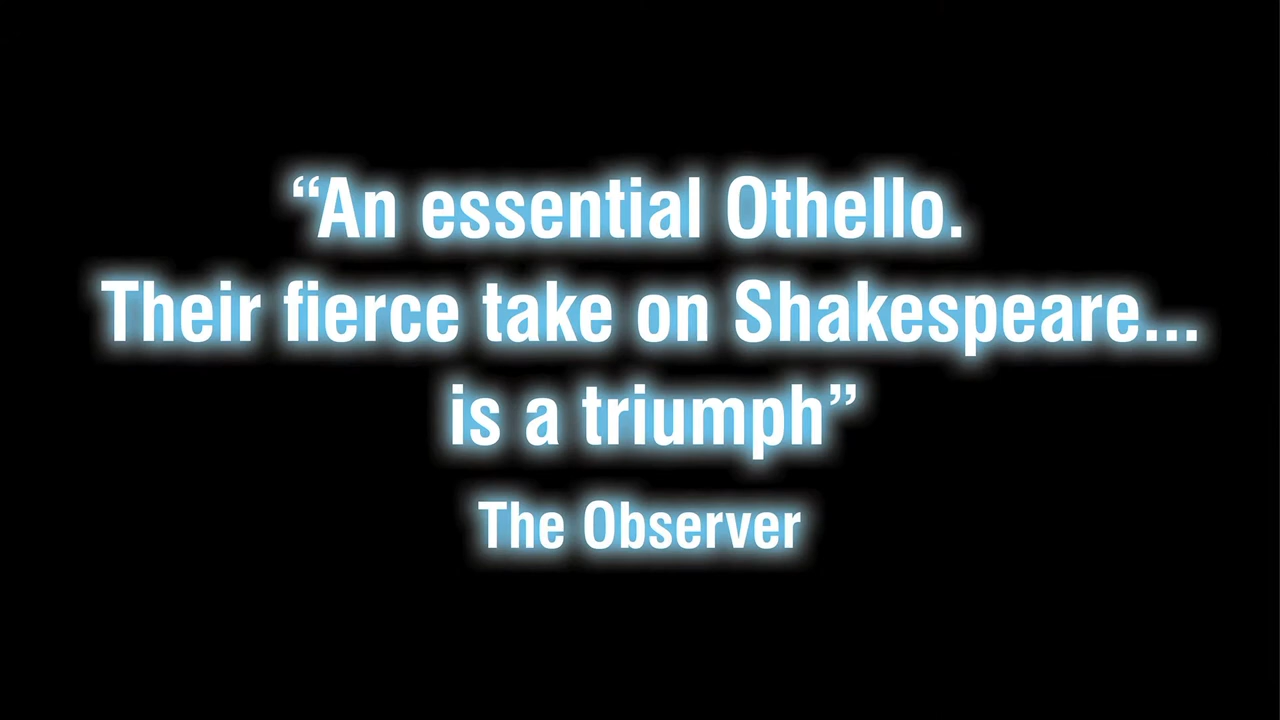 “An essential Othello.
Their fierce take on Shakespeare...
is a triumph”
The Observer